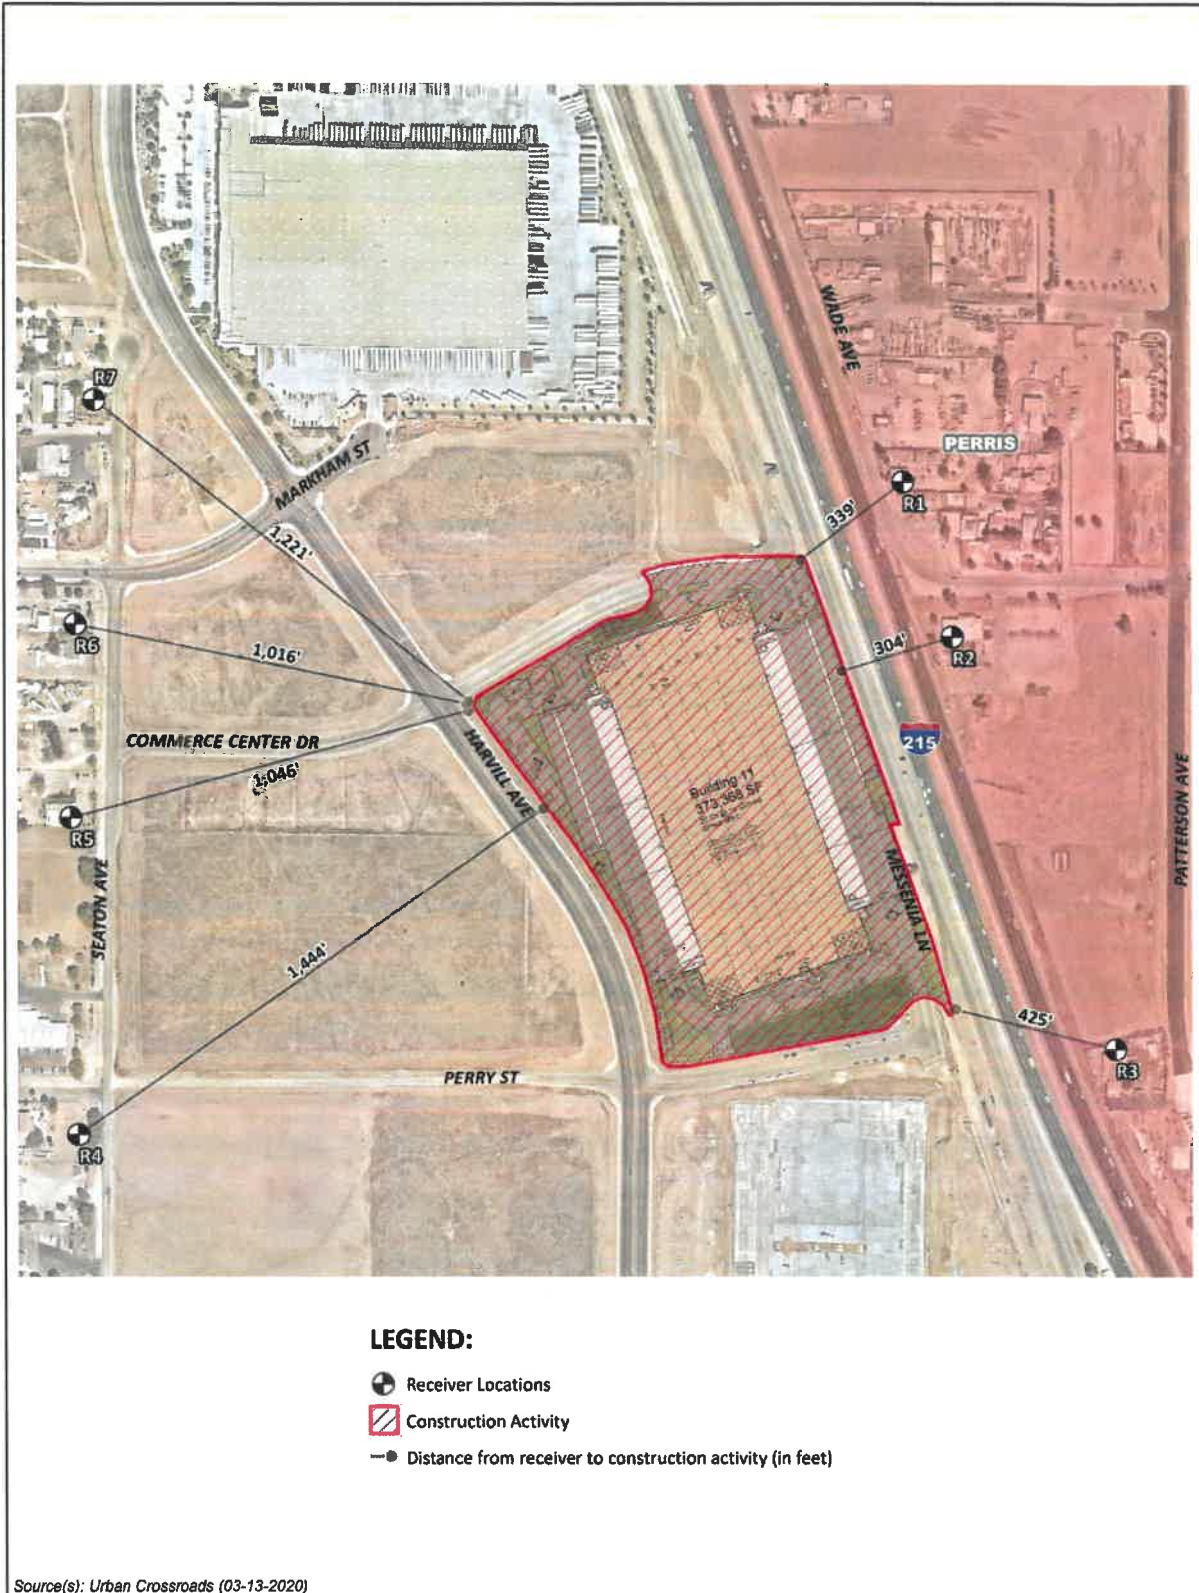 R7
WADE AVE
MARKHAM ST
PERRIS
R1
339'
1,221'
R6
1,016'
304'
R2
COMMERCE CENTER DR
215
HARVILL AVE
1,046'
Building 11
373,368 SF
R5
PATTERSON AVE
SEATON AVE
MESSENIA LN
1,444'
425'
R3
PERRY ST
R4
LEGEND:
Receiver Locations
Construction Activity
Distance from receiver to construction activity (in feet)
Source(s): Urban Crossroads (03-13-2020)